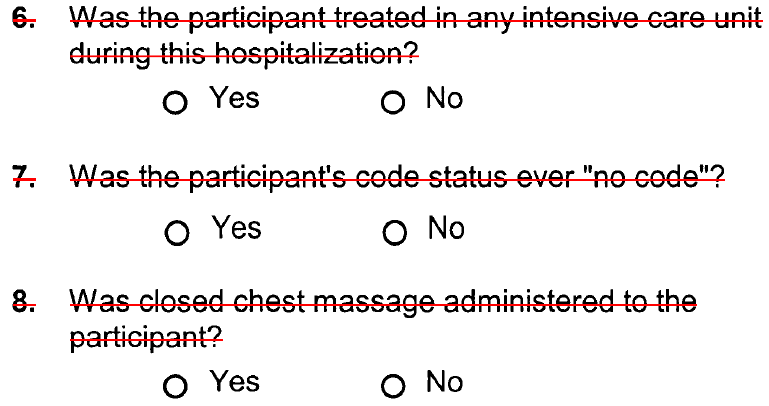 6. Was the participant treated in any intensive care unit
during this hospitalization?
Yes No
7. Was the participant's code status ever "no code"?
Yes No
8. Was closed chest massage administered to the
participant?
Yes No